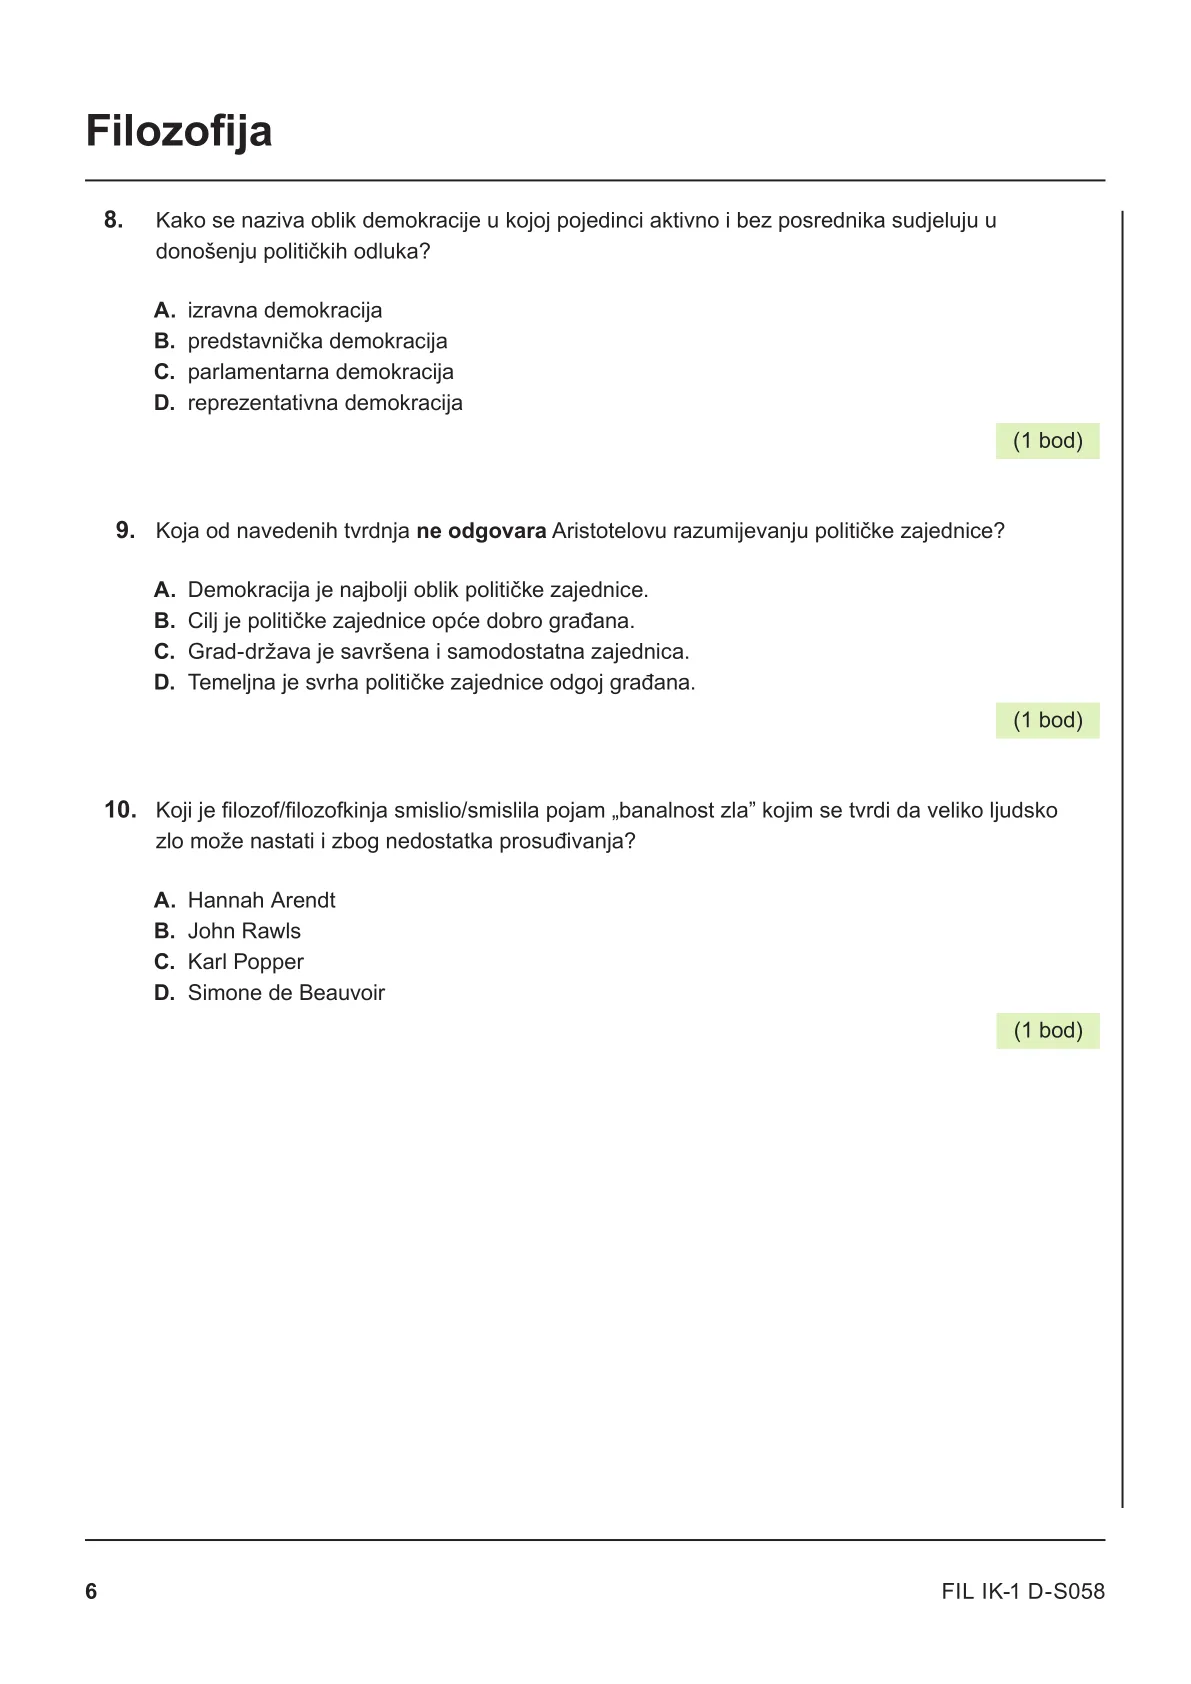 Filozofija
8. Kako se naziva oblik demokracije u kojoj pojedinci aktivno i bez posrednika sudjeluju u
donošenju političkih odluka?
A. izravna demokracija
B. predstavnička demokracija
C. parlamentarna demokracija
D. reprezentativna demokracija
(1 bod)
9. Koja od navedenih tvrdnja ne odgovara Aristotelovu razumijevanju političke zajednice?
A. Demokracija je najbolji oblik političke zajednice.
B. Cilj je političke zajednice opće dobro građana.
C. Grad-država je savršena i samodostatna zajednica.
D. Temeljna je svrha političke zajednice odgoj građana.
(1 bod)
10. Koji je filozof/filozofkinja smislio/smislila pojam „banalnost zla” kojim se tvrdi da veliko ljudsko
zlo može nastati i zbog nedostatka prosuđivanja?
A. Hannah Arendt
B. John Rawls
C. Karl Popper
D. Simone de Beauvoir
(1 bod)
6 FIL IK-1 D-S058